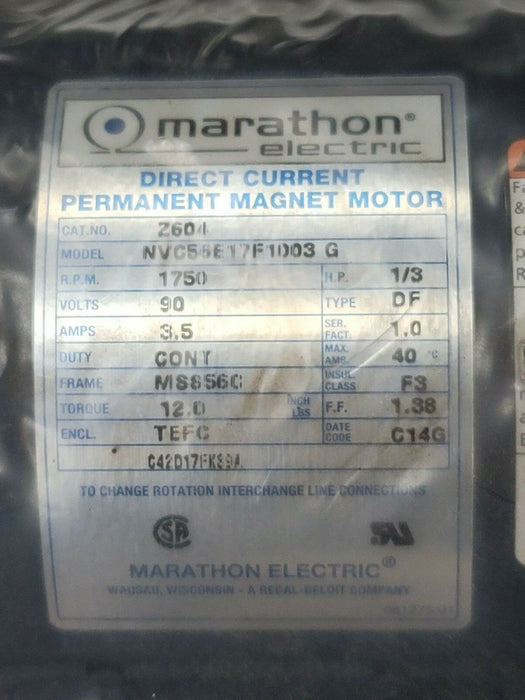 marathon®
electric
DIRECT CURRENT
PERMANENT MAGNET MOTOR
CAT.NO. Z604
MODEL NVC56E17F1003 G
R.P.M. 1750 H.P. 1/3
VOLTS 90 TYPE DF
AMPS 3.5 SER. FACT. 1.0
DUTY CONT MAX. AMB. 40 °C
FRAME MS856C INSUL. CLASS F3
TORQUE 12.0 INCH LBS F.F. 1.38
ENCL. TEFC DATE CODE C14G
TO CHANGE ROTATION INTERCHANGE LINE CONNECTIONS
MARATHON ELECTRIC®
WAUSAU, WISCONSIN - A REGAL-BELOIT COMPANY